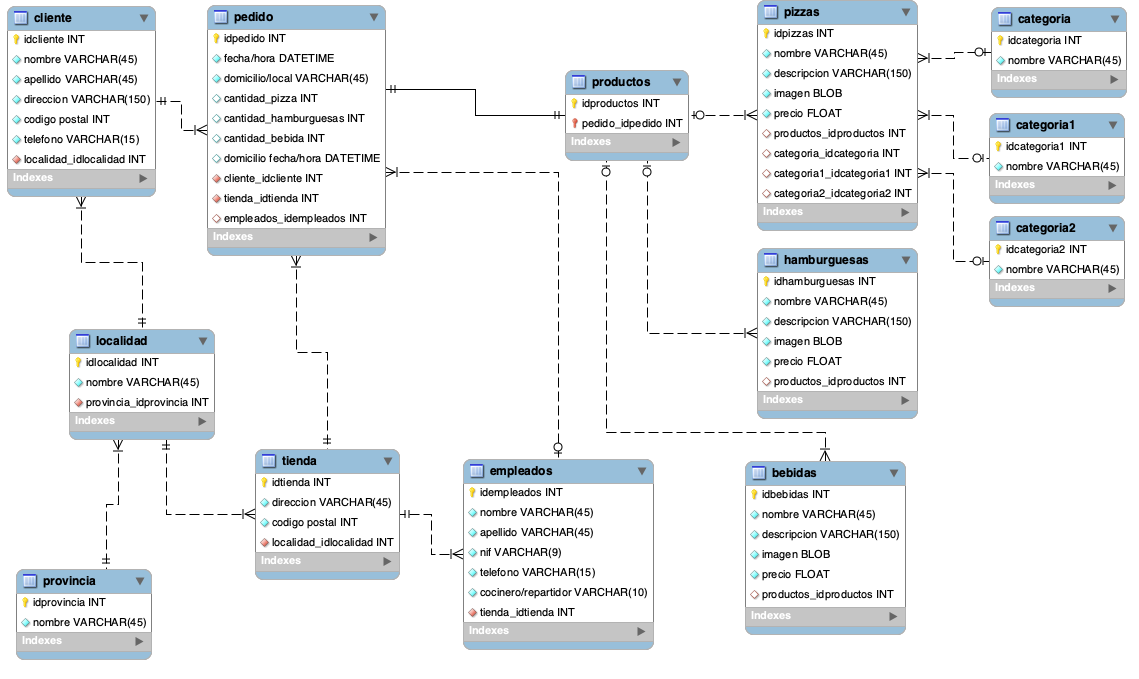 cliente
idcliente INT
nombre VARCHAR(45)
apellido VARCHAR(45)
direccion VARCHAR(150)
codigo postal INT
telefono VARCHAR(15)
localidad_idlocalidad INT
Indexes
pedido
idpedido INT
fecha/hora DATETIME
domicilio/local VARCHAR(45)
cantidad_pizza INT
cantidad_hamburguesas INT
cantidad_bebida INT
domicilio fecha/hora DATETIME
cliente_idcliente INT
tienda_idtienda INT
empleados_idempleados INT
Indexes
productos
idproductos INT
pedido_idpedido INT
Indexes
pizzas
idpizzas INT
nombre VARCHAR(45)
descripcion VARCHAR(150)
imagen BLOB
precio FLOAT
productos_idproductos INT
categoria_idcategoria INT
categoria1_idcategoria1 INT
categoria2_idcategoria2 INT
Indexes
categoria
idcategoria INT
nombre VARCHAR(45)
Indexes
categoria1
idcategoria1 INT
nombre VARCHAR(45)
Indexes
categoria2
idcategoria2 INT
nombre VARCHAR(45)
Indexes
hamburguesas
idhamburguesas INT
nombre VARCHAR(45)
descripcion VARCHAR(150)
imagen BLOB
precio FLOAT
productos_idproductos INT
Indexes
localidad
idlocalidad INT
nombre VARCHAR(45)
provincia_idprovincia INT
Indexes
tienda
idtienda INT
direccion VARCHAR(45)
codigo postal INT
localidad_idlocalidad INT
Indexes
empleados
idempleados INT
nombre VARCHAR(45)
apellido VARCHAR(45)
nif VARCHAR(9)
telefono VARCHAR(15)
cocinero/repartidor VARCHAR(10)
tienda_idtienda INT
Indexes
bebidas
idbebidas INT
nombre VARCHAR(45)
descripcion VARCHAR(150)
imagen BLOB
precio FLOAT
productos_idproductos INT
Indexes
provincia
idprovincia INT
nombre VARCHAR(45)
Indexes